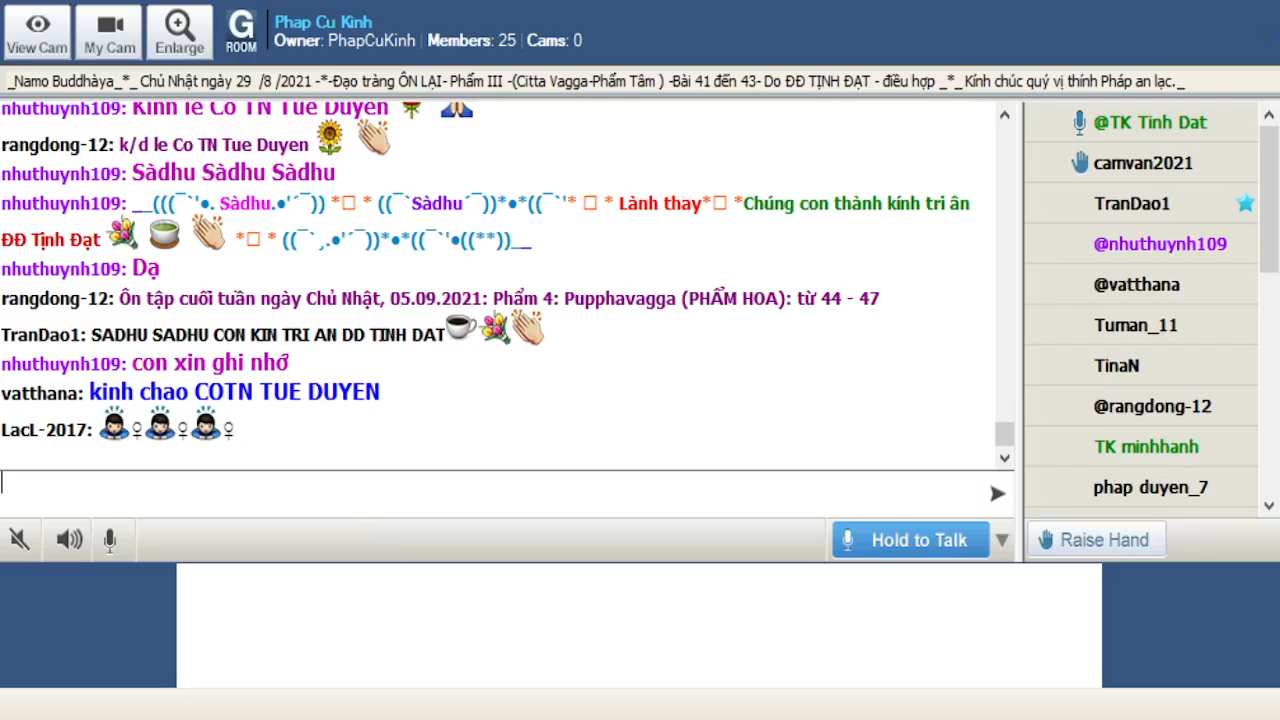 View Cam
My Cam
Enlarge
G
ROOM
Phap Cu Kinh
Owner: PhapCuKinh | Members: 25 | Cams: 0
_Namo Buddhàya_*_ Chủ Nhật ngày 29 /8 /2021 -*-Đạo tràng ÔN LẠI- Phẩm III -(Citta Vagga-Phẩm Tâm ) -Bài 41 đến 43- Do ĐĐ TỊNH ĐẠT - điều hợp _*_ Kính chúc quý vị thính Pháp an lạc._
nhuthuynh109: Kính lễ Cô TN Tuệ Duyên
rangdong-12: k/d le Co TN Tue Duyen
nhuthuynh109: Sàdhu Sàdhu Sàdhu
nhuthuynh109: __(((¯`'•. Sàdhu.•'´¯)) *□ * ((¯`Sàdhu´¯))*•*((¯`'* □ * Lành thay*□ *Chúng con thành kính tri ân
ĐĐ Tịnh Đạt *□ * ((¯`¸.•'´¯))*•*((¯`'•((**))__
nhuthuynh109: Dạ
rangdong-12: Ôn tập cuối tuần ngày Chủ Nhật, 05.09.2021: Phẩm 4: Pupphavagga (PHẨM HOA): từ 44 - 47
TranDao1: SADHU SADHU CON KIN TRI AN DD TINH DAT
nhuthuynh109: con xin ghi nhớ
vatthana: kinh chao COTN TUE DUYEN
LacL-2017: ♀ ♀ ♀
Hold to Talk
@TK Tinh Dat
camvan2021
TranDao1
@nhuthuynh109
@vatthana
Tuman_11
TinaN
@rangdong-12
TK minhhanh
phap duyen_7
Raise Hand